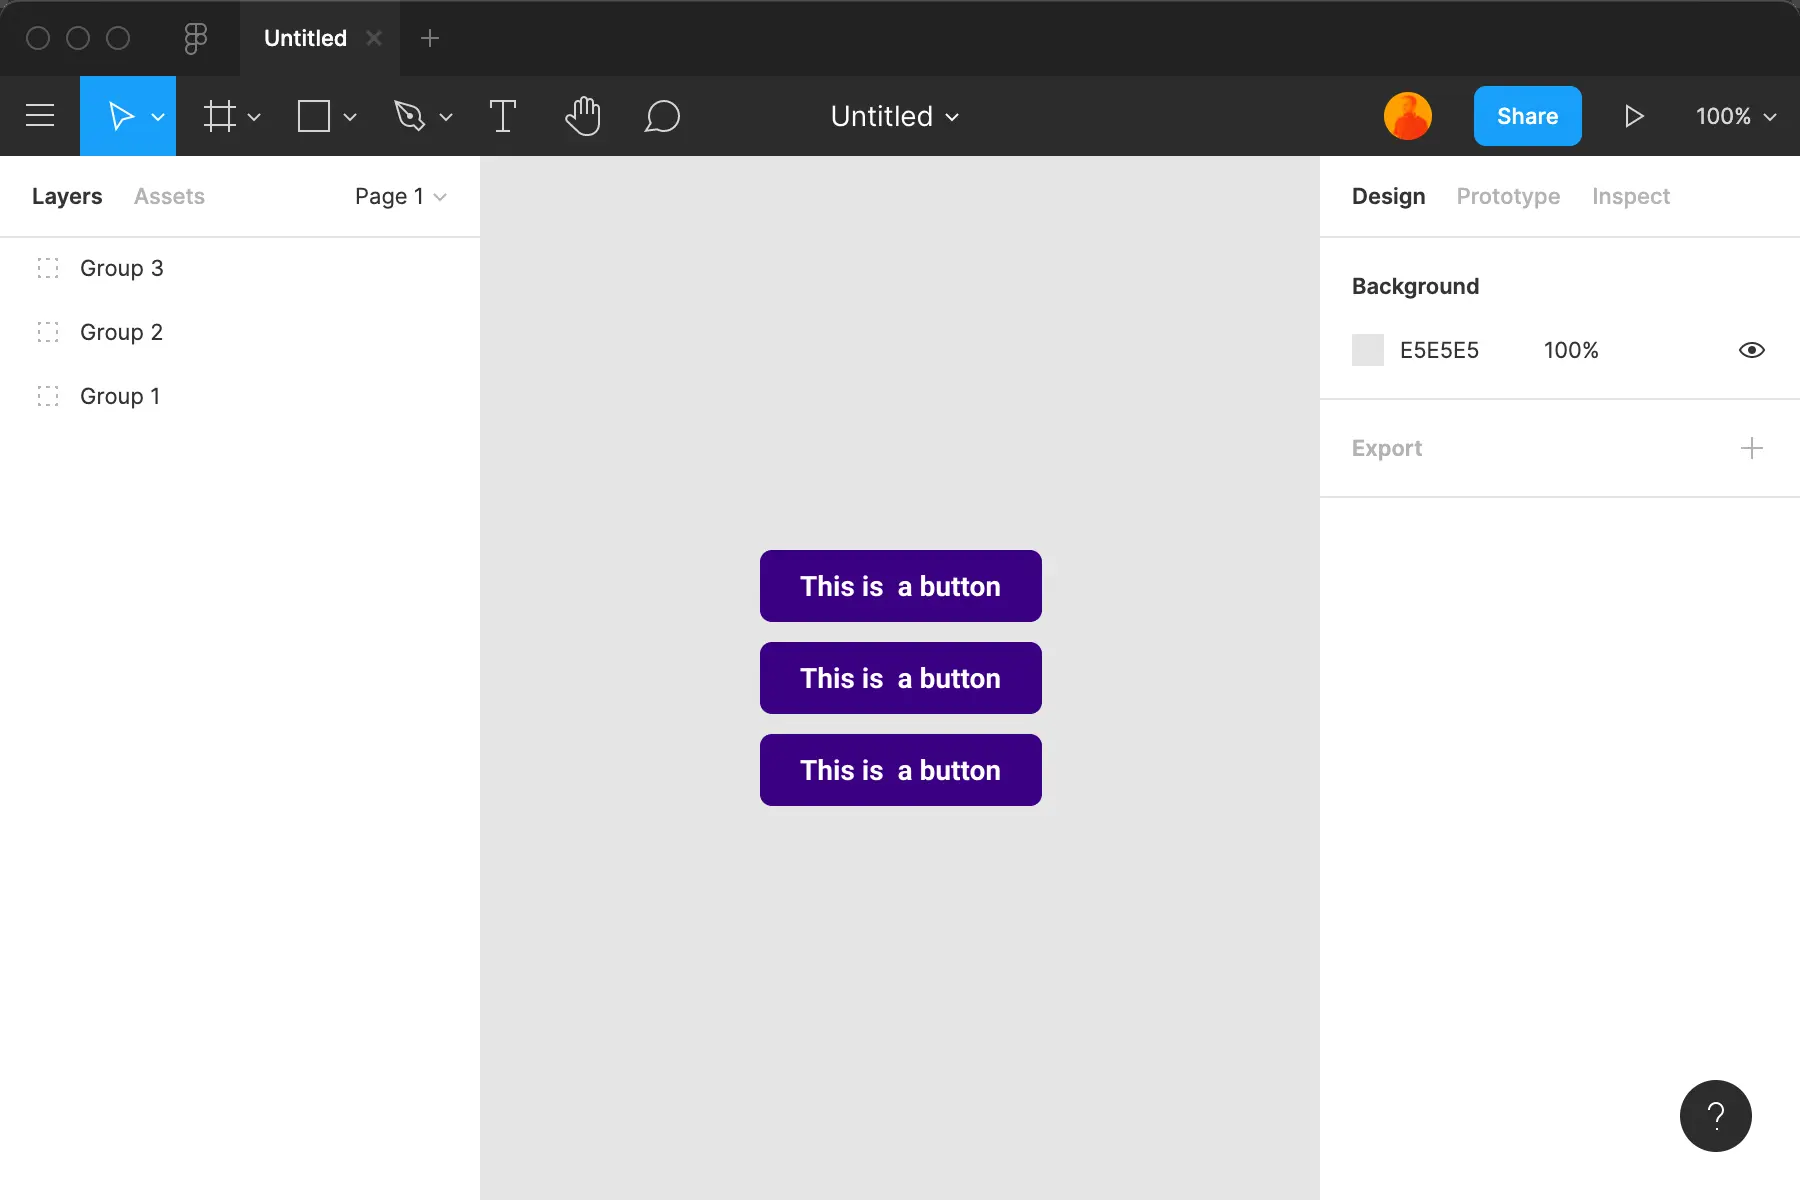 Untitled
Untitled
Share
100%
Layers Assets Page 1
Group 3
Group 2
Group 1
This is  a button
This is  a button
This is  a button
Design Prototype Inspect
Background
E5E5E5 100%
Export
?